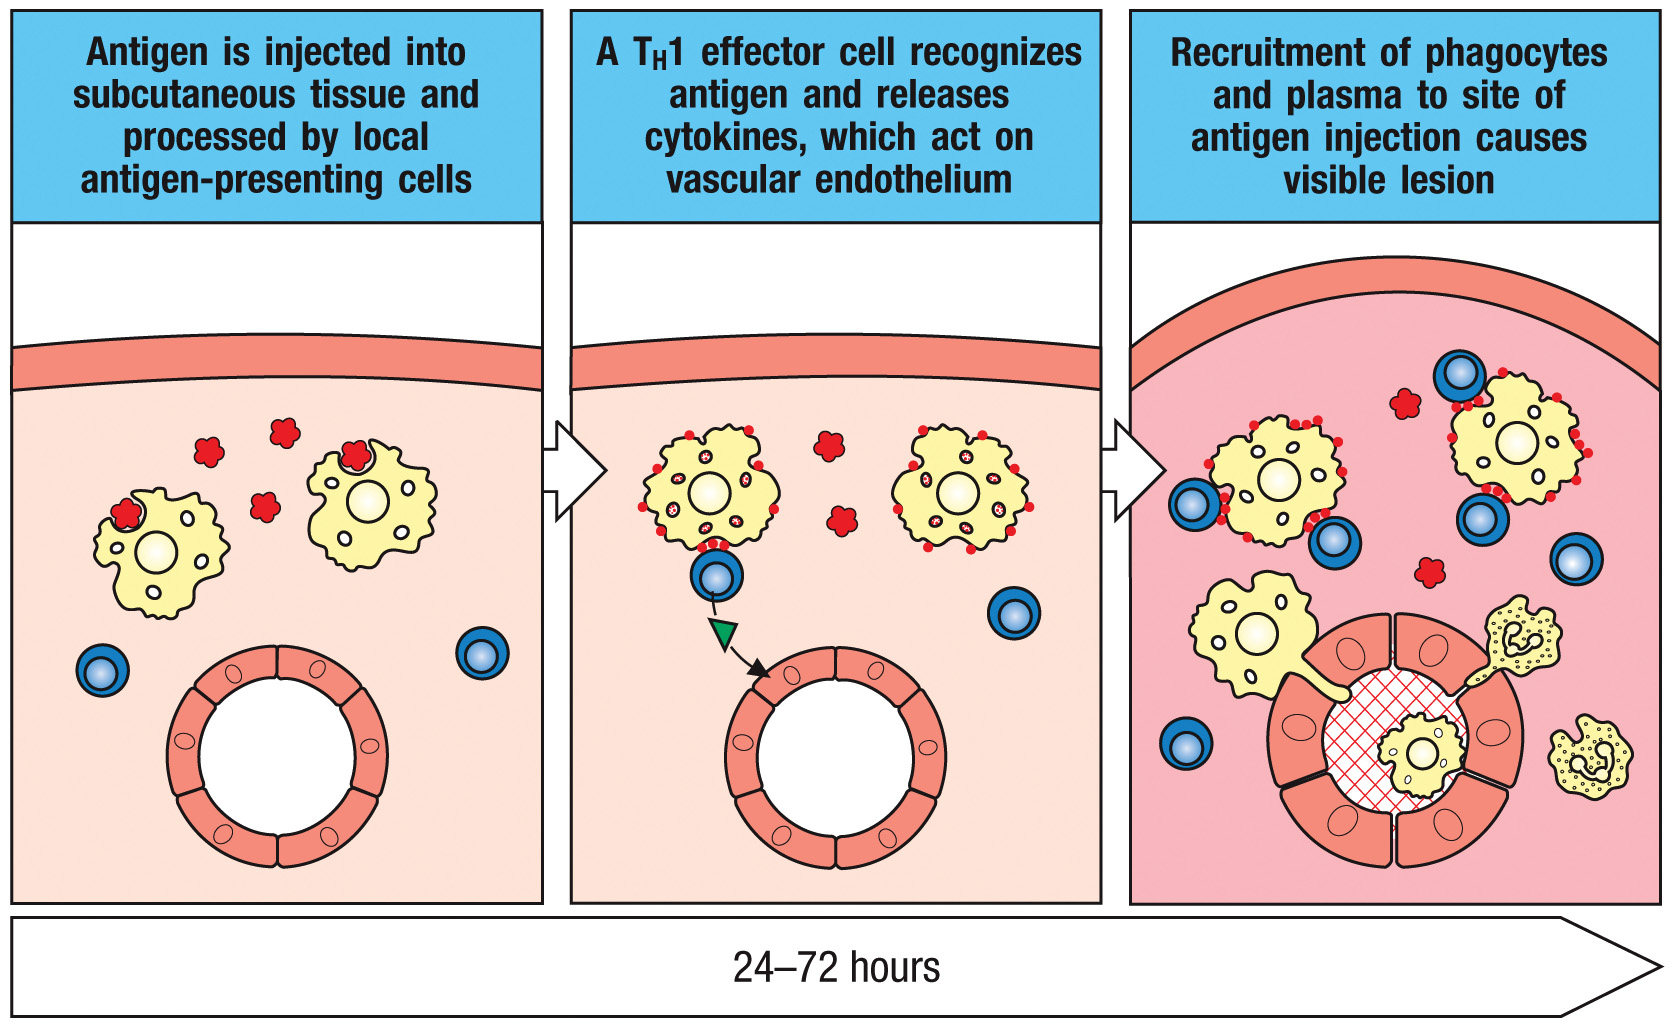 Antigen is injected into
subcutaneous tissue and
processed by local
antigen-presenting cells
A TH1 effector cell recognizes
antigen and releases
cytokines, which act on
vascular endothelium
Recruitment of phagocytes
and plasma to site of
antigen injection causes
visible lesion
24–72 hours